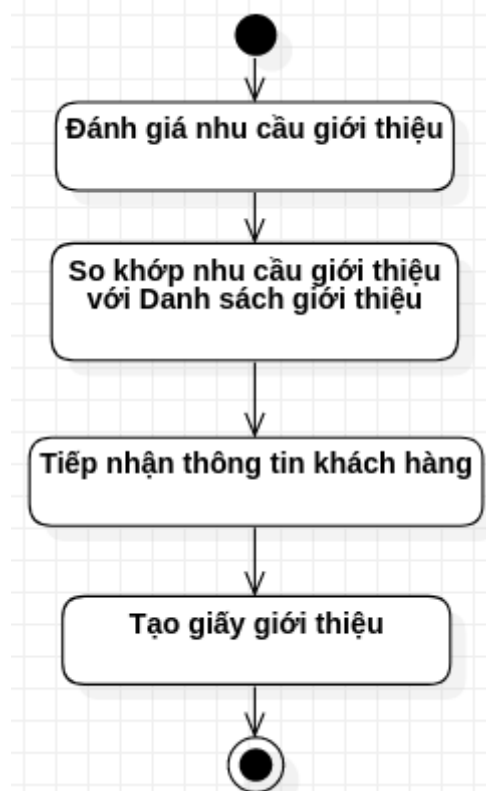 Đánh giá nhu cầu giới thiệu
So khớp nhu cầu giới thiệu
với Danh sách giới thiệu
Tiếp nhận thông tin khách hàng
Tạo giấy giới thiệu